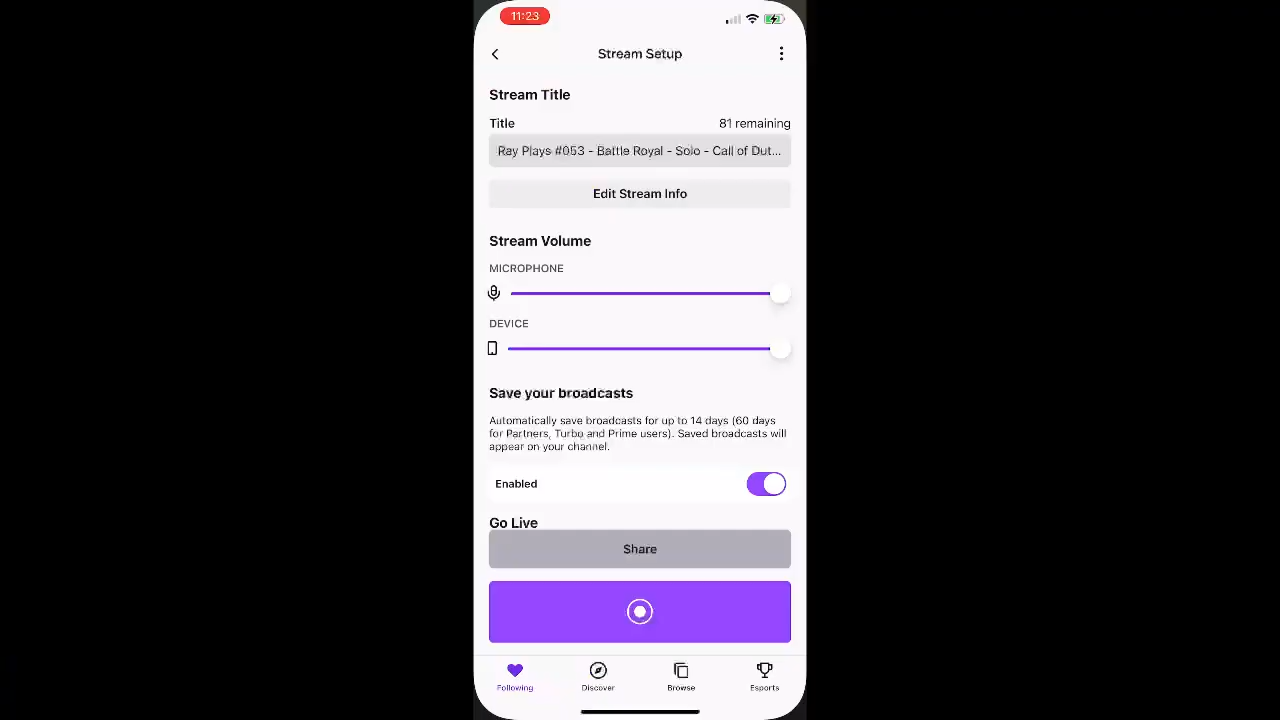 11:23
Stream Setup
Stream Title
Title 81 remaining
Ray Plays #053 - Battle Royal - Solo - Call of Dut...
Edit Stream Info
Stream Volume
MICROPHONE
DEVICE
Save your broadcasts
Automatically save broadcasts for up to 14 days (60 days
for Partners, Turbo and Prime users). Saved broadcasts will
appear on your channel.
Enabled
Go Live
Share
Following Discover Browse Esports